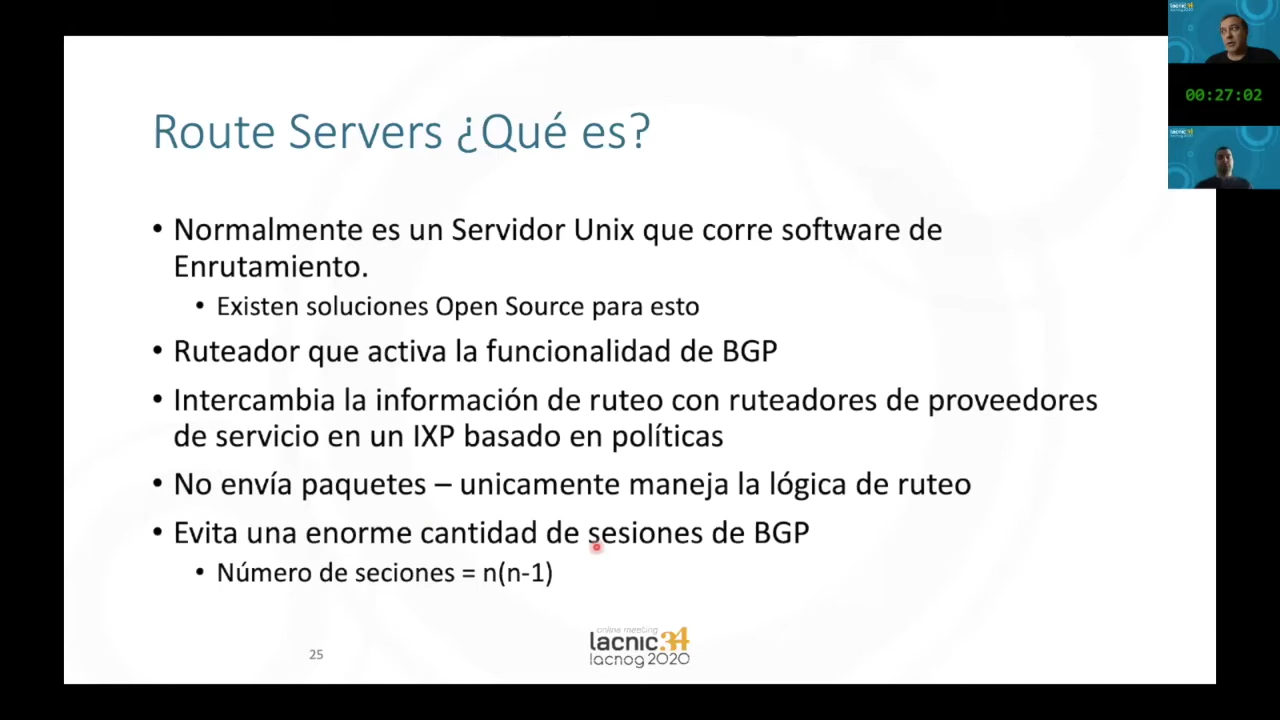 Route Servers ¿Qué es?
• Normalmente es un Servidor Unix que corre software de
Enrutamiento.
• Existen soluciones Open Source para esto
• Ruteador que activa la funcionalidad de BGP
• Intercambia la información de ruteo con ruteadores de proveedores
de servicio en un IXP basado en políticas
• No envía paquetes – unicamente maneja la lógica de ruteo
• Evita una enorme cantidad de sesiones de BGP
• Número de seciones = n(n-1)
25
online meeting
lacnic 34
lacnog 2020
00:27:02